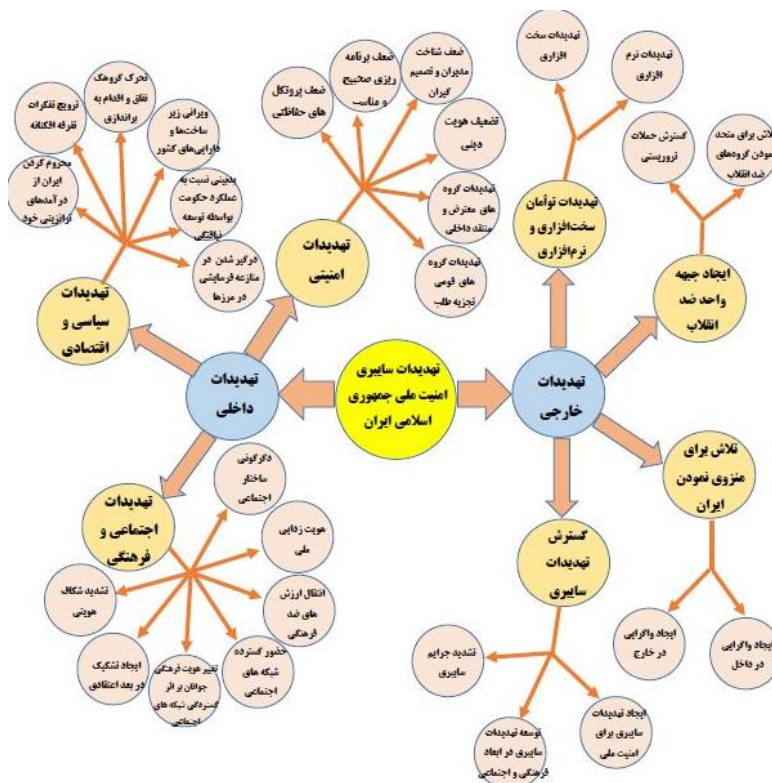 تهدیدات سایبری
امنیت ملی جمهوری
اسلامی ایران
تهدیدات
خارجی
تهدیدات توأمان
سخت‌افزاری و
نرم‌افزاری
تهدیدات سخت
افزاری
تهدیدات نرم
افزاری
ایجاد جبهه
واحد ضد
انقلاب
گسترش حملات
تروریستی
تلاش برای متحد
نمودن گروه‌های
ضد انقلاب
تلاش برای
منزوی نمودن
ایران
ایجاد واگرایی
در داخل
ایجاد واگرایی
در خارج
گسترش
تهدیدات
سایبری
ایجاد تهدیدات
سایبری برای
امنیت ملی
توسعه تهدیدات
سایبری در ابعاد
فرهنگی و اجتماعی
تشدید جرایم
سایبری
تهدیدات
داخلی
تهدیدات
امنیتی
ضعف پروتکل
های حفاظتی
ضعف برنامه
ریزی صحیح
و مناسب
ضعف شناخت
مدیران و تصمیم
گیران
تضعیف هویت
دینی
تهدیدات گروه
های معترض و
منتقد داخلی
تهدیدات گروه
های قومی
تجزیه طلب
تهدیدات
سیاسی و
اقتصادی
محروم کردن
ایران از
درآمدهای
ترانزیتی خود
ترویج تفکرات
تفرقه افکنانه
تحرک گروهک
نفاق و اقدام به
براندازی
ویرانی زیر
ساخت‌ها و
دارایی‌های کشور
بدبینی نسبت به
عملکرد حکومت
بواسطه توسعه
نیافتگی
درگیر شدن در
منازعه فرسایشی
در مرزها
تهدیدات
اجتماعی و
فرهنگی
دگرگونی
ساختار
اجتماعی
هویت زدایی
ملی
انتقال ارزش
های ضد
فرهنگی
حضور گسترده
شبکه های
اجتماعی
تغییر هویت فرهنگی
جوانان بر اثر
گستردگی شبکه های
اجتماعی
ایجاد تشکیک
در بعد اعتقادی
تشدید شکاف
هویتی